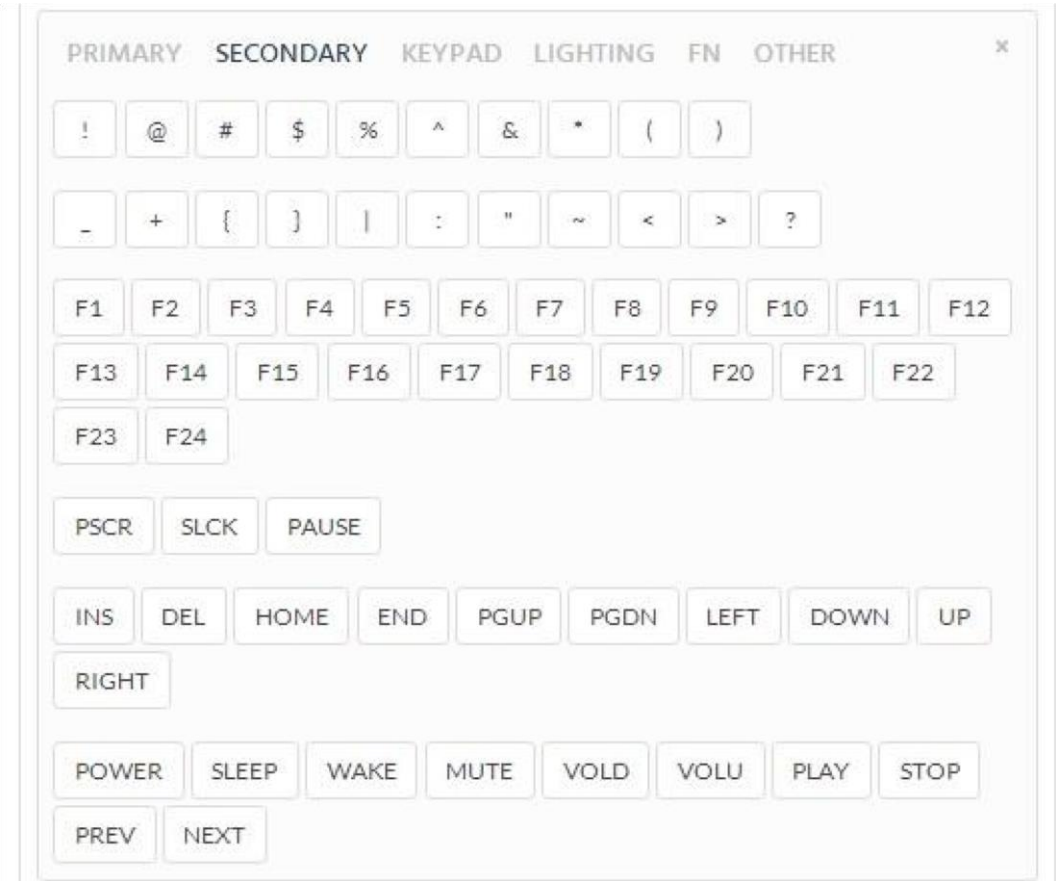 PRIMARY SECONDARY KEYPAD LIGHTING FN OTHER ×
! @ # $ % ^ & * ( )
_ + { } | : " ~ < > ?
F1 F2 F3 F4 F5 F6 F7 F8 F9 F10 F11 F12
F13 F14 F15 F16 F17 F18 F19 F20 F21 F22
F23 F24
PSCR SLCK PAUSE
INS DEL HOME END PGUP PGDN LEFT DOWN UP
RIGHT
POWER SLEEP WAKE MUTE VOLD VOLU PLAY STOP
PREV NEXT